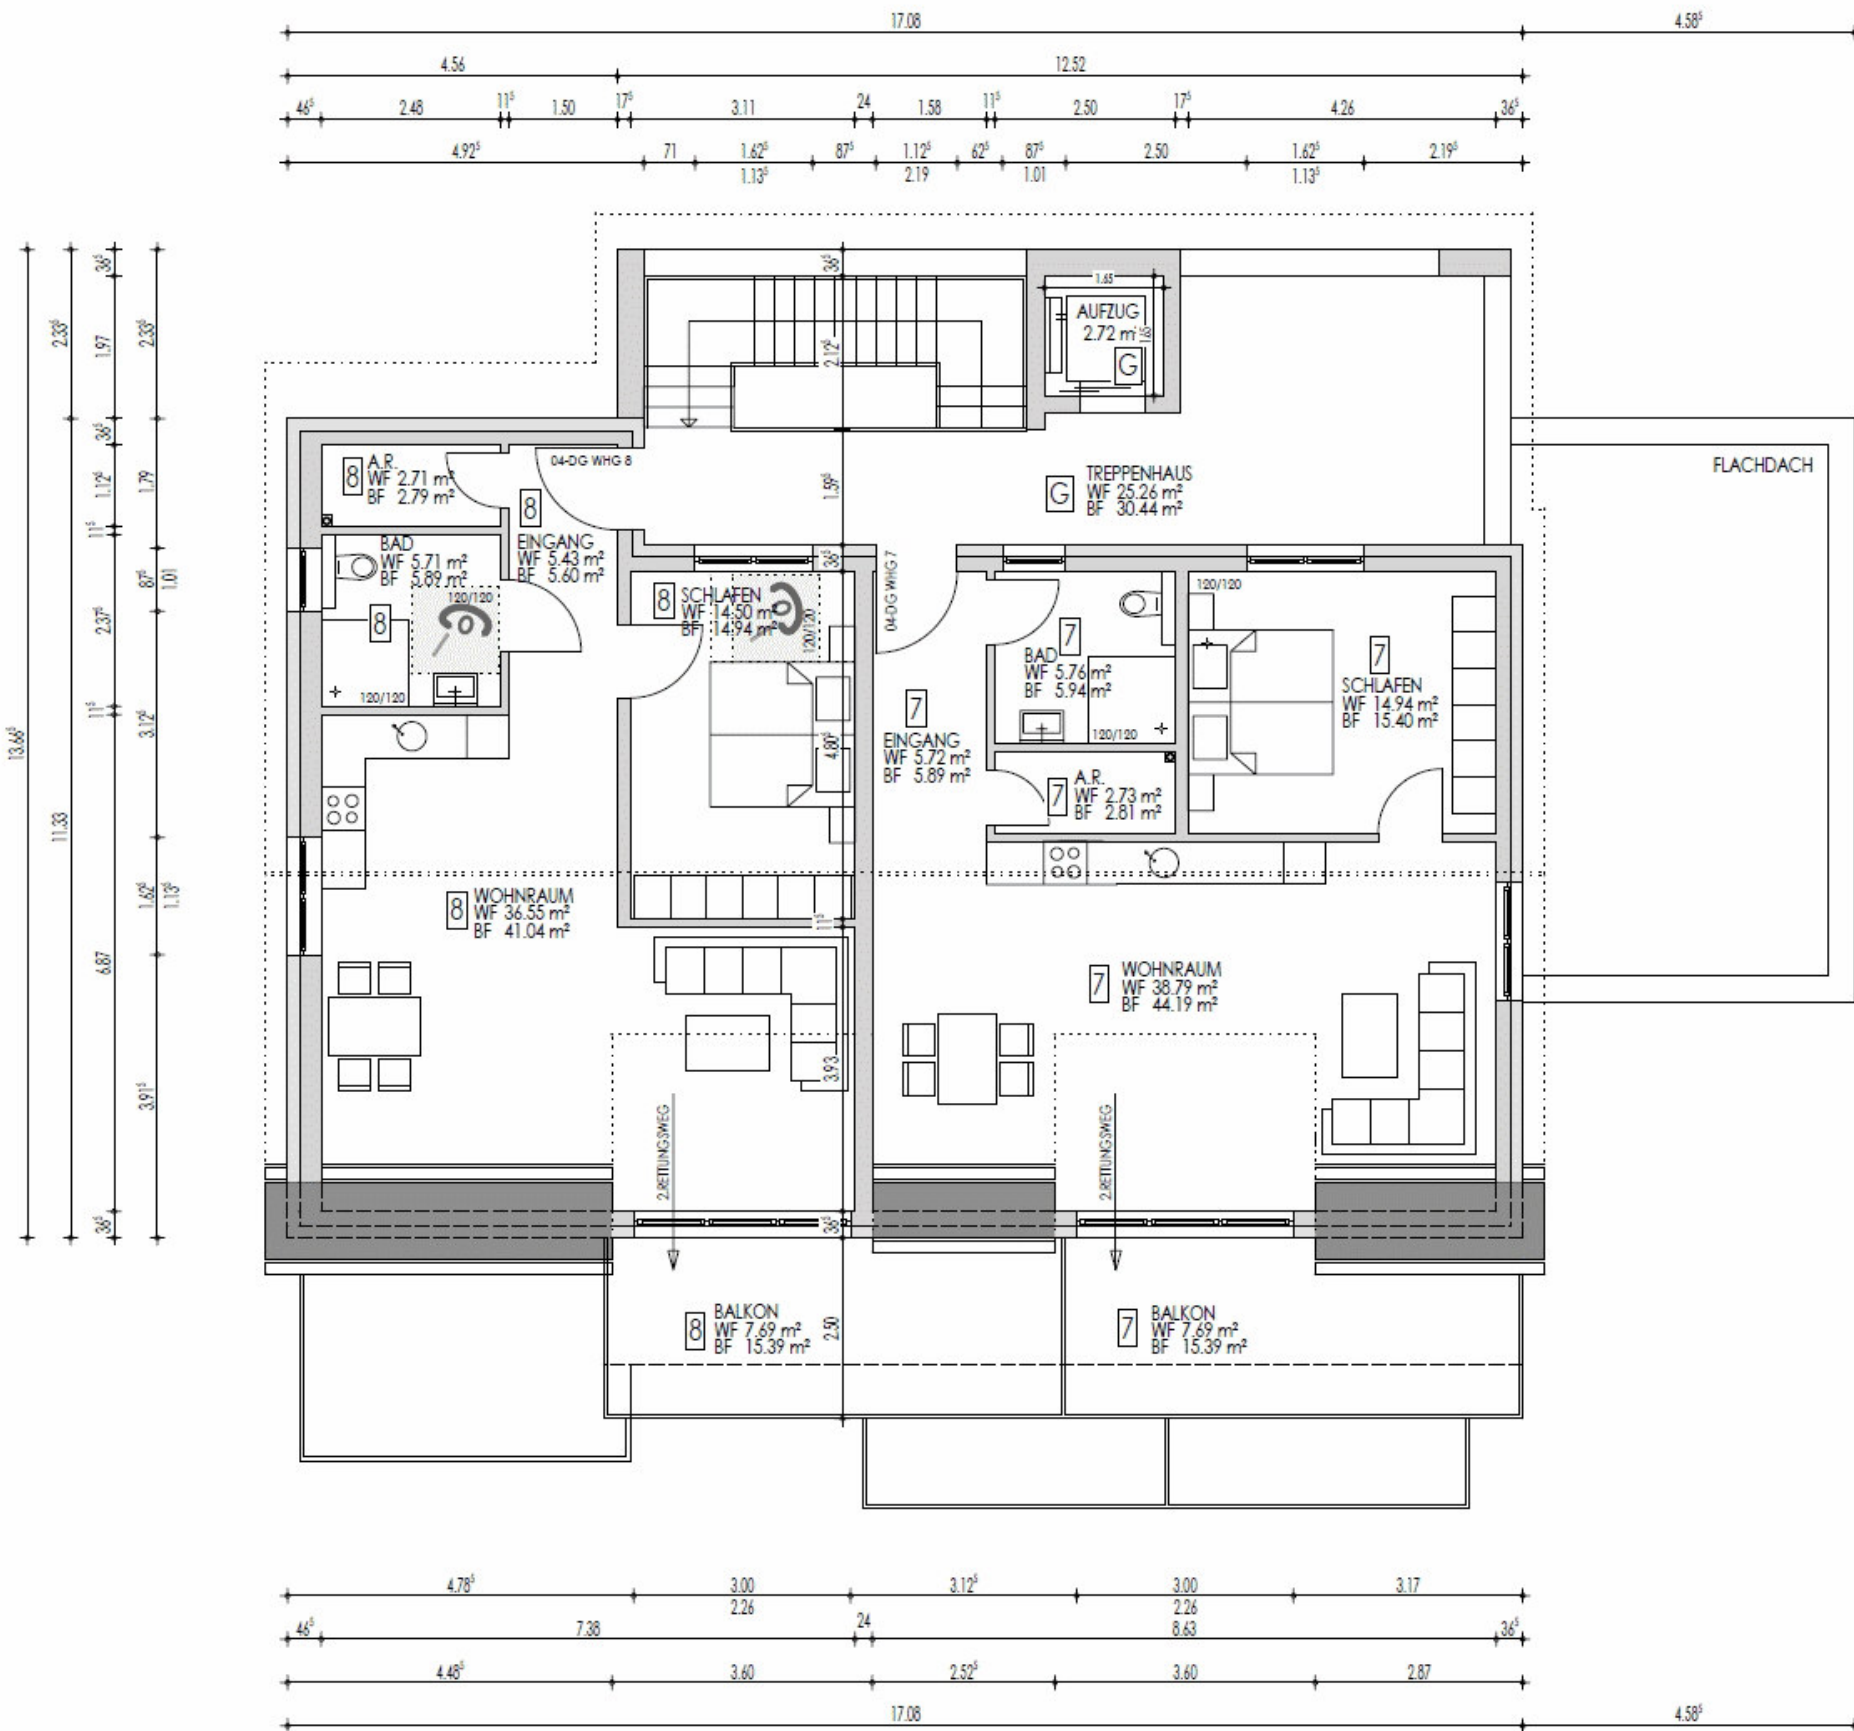 17.08 4.58⁵
4.56 12.52
46⁵ 2.48 11⁵ 1.50 17⁵ 3.11 24 1.58 11⁵ 2.50 17⁵ 4.26 36⁵
4.92⁵ 71 1.62⁵ 87⁵ 1.12⁵ 62⁵ 87⁵ 2.50 1.62⁵ 2.19⁵
1.13⁵ 2.19 1.01 1.13⁵
13.66⁵
2.33⁵ 11.33
36⁵ 1.97 36⁵ 1.12⁵ 11⁵ 2.37⁵ 11⁵ 6.87 36⁵
2.33⁵ 1.79 87⁵ 3.12⁵ 1.62⁵ 3.91⁵
1.01 1.13⁵
36⁵
2.12⁵
1.59⁵
36⁵
4.80⁵
11⁵
3.93
36⁵
2.50
1.65
AUFZUG
2.72 m²
1.65
G
FLACHDACH
G
TREPPENHAUS
WF 25.26 m²
BF 30.44 m²
04-DG WHG 8
8
A.R.
WF 2.71 m²
BF 2.79 m²
8
EINGANG
WF 5.43 m²
BF 5.60 m²
BAD
WF 5.71 m²
BF 5.89 m²
120/120
8
120/120
8
SCHLAFEN
WF 14.50 m²
BF 14.94 m²
120/120
04-DG WHG 7
7
BAD
WF 5.76 m²
BF 5.94 m²
120/120
120/120
7
SCHLAFEN
WF 14.94 m²
BF 15.40 m²
7
EINGANG
WF 5.72 m²
BF 5.89 m²
7
A.R.
WF 2.73 m²
BF 2.81 m²
8
WOHNRAUM
WF 36.55 m²
BF 41.04 m²
7
WOHNRAUM
WF 38.79 m²
BF 44.19 m²
2.RETTUNGSWEG
2.RETTUNGSWEG
8
BALKON
WF 7.69 m²
BF 15.39 m²
7
BALKON
WF 7.69 m²
BF 15.39 m²
4.78⁵ 3.00 3.12⁵ 3.00 3.17
2.26 2.26
46⁵ 7.38 24 8.63 36⁵
4.48⁵ 3.60 2.52⁵ 3.60 2.87
17.08 4.58⁵